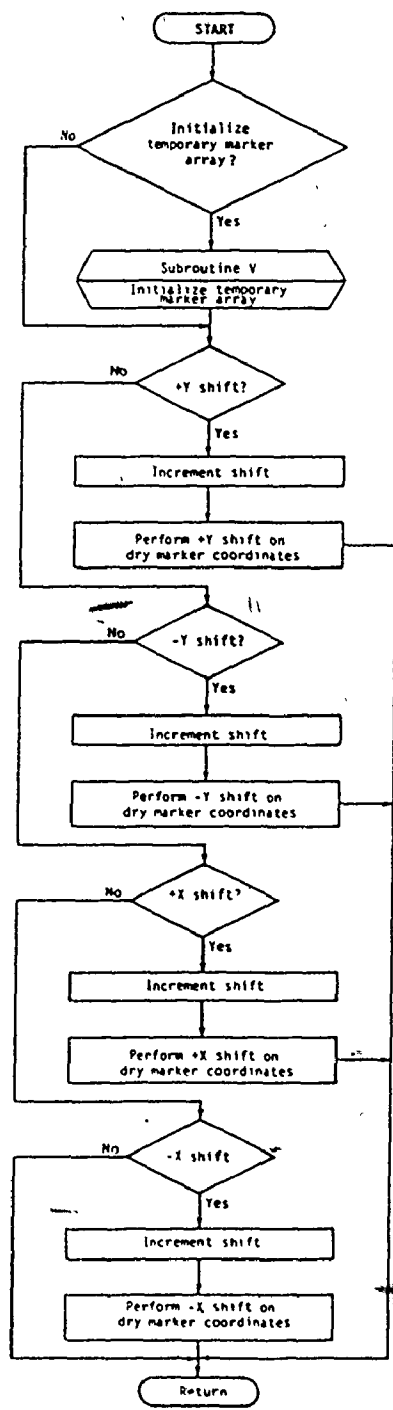 START
Initialize
temporary marker
array?
No
Yes
Subroutine V
Initialize temporary
marker array
No
+Y shift?
Yes
Increment shift
Perform +Y shift on
dry marker coordinates
No
-Y shift?
Yes
Increment shift
Perform -Y shift on
dry marker coordinates
No
+X shift?
Yes
Increment shift
Perform +X shift on
dry marker coordinates
No
-X shift
Yes
Increment shift
Perform -X shift on
dry marker coordinates
Return